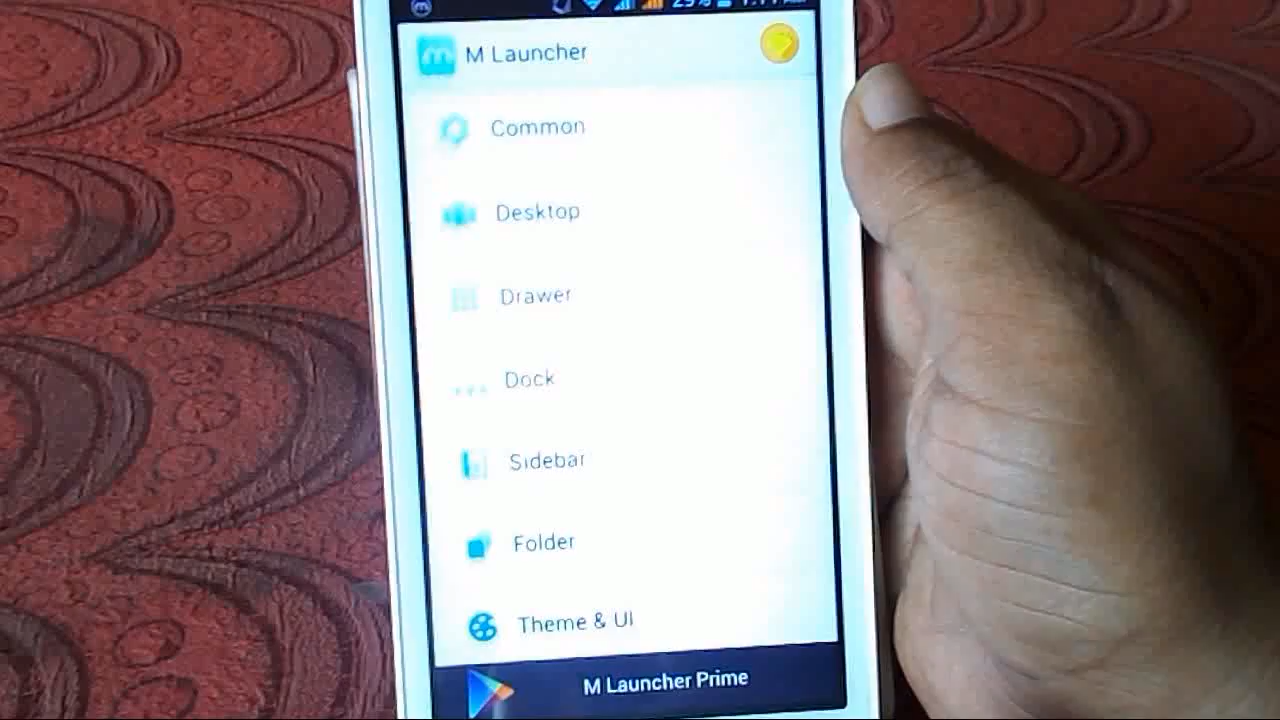 M Launcher
Common
Desktop
Drawer
Dock
Sidebar
Folder
Theme & UI
M Launcher Prime